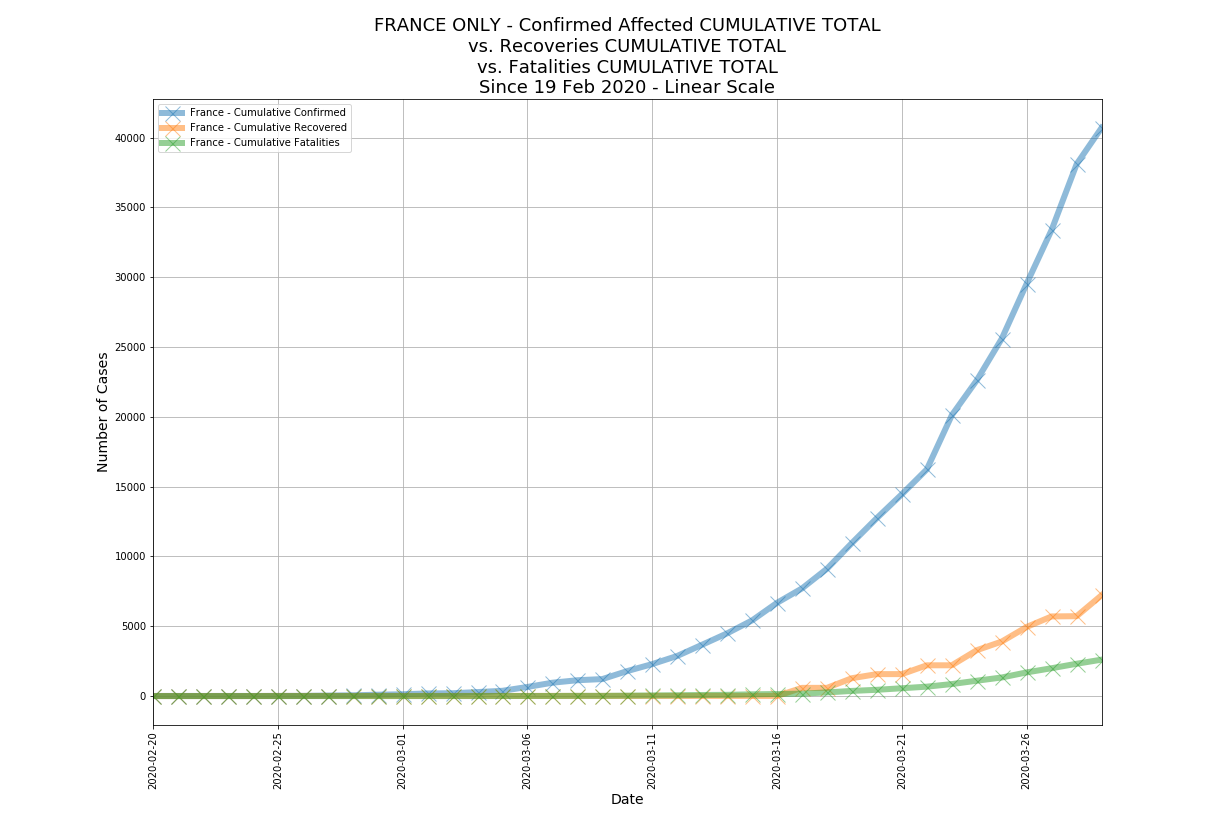 FRANCE ONLY - Confirmed Affected CUMULATIVE TOTAL
vs. Recoveries CUMULATIVE TOTAL
vs. Fatalities CUMULATIVE TOTAL
Since 19 Feb 2020 - Linear Scale
France - Cumulative Confirmed
France - Cumulative Recovered
France - Cumulative Fatalities
Number of Cases
40000
35000
30000
25000
20000
15000
10000
5000
0
2020-02-20
2020-02-25
2020-03-01
2020-03-06
2020-03-11
2020-03-16
2020-03-21
2020-03-26
Date